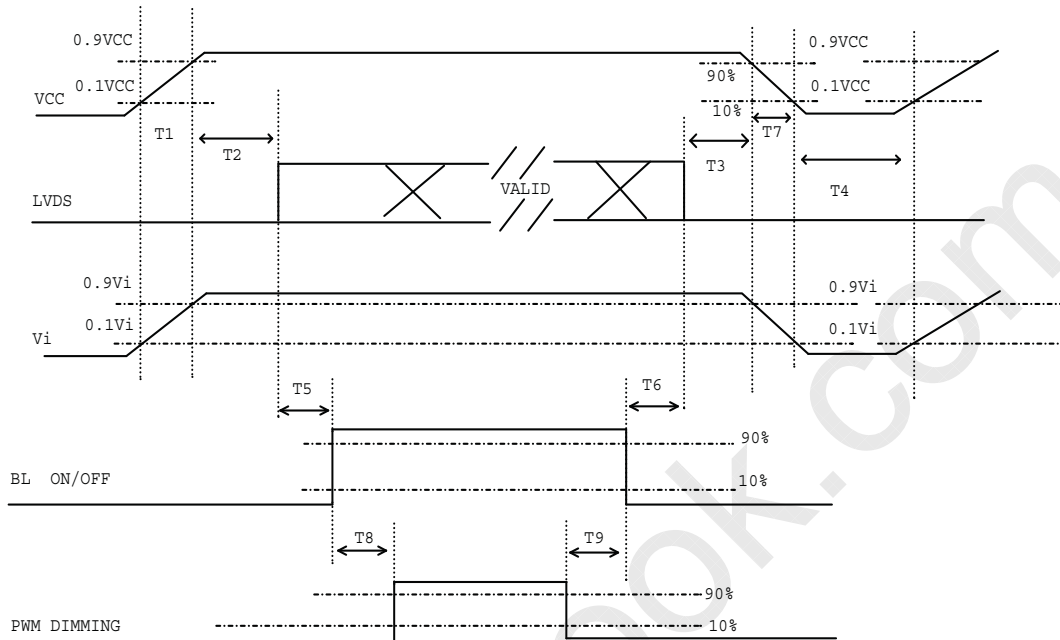 0.9VCC 0.9VCC
90%
0.1VCC 0.1VCC
VCC 10%
T1 T2 T3 T7 T4
LVDS VALID
0.9Vi 0.9Vi
0.1Vi 0.1Vi
Vi
T5 T6
90%
BL ON/OFF 10%
T8 T9
90%
PWM DIMMING 10%
ook.com